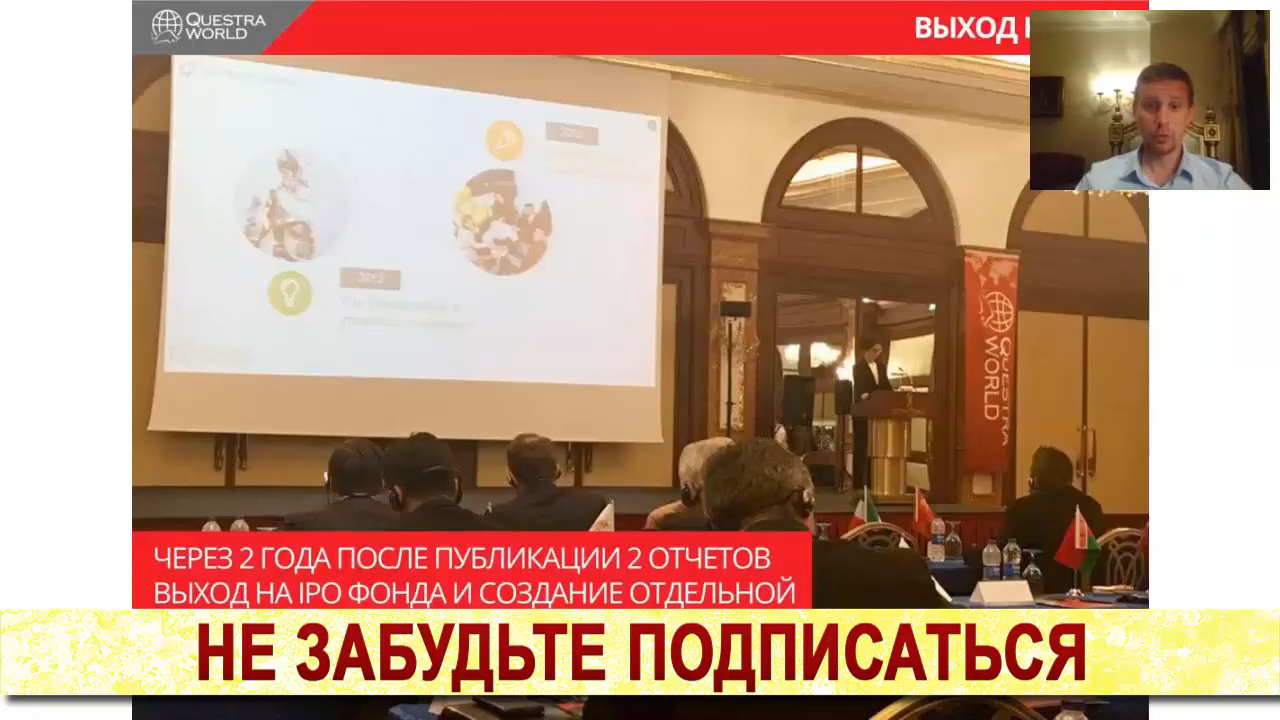 QUESTRA
WORLD
ВЫХОД
2012
QUESTRA
WORLD
ЧЕРЕЗ 2 ГОДА ПОСЛЕ ПУБЛИКАЦИИ 2 ОТЧЕТОВ
ВЫХОД НА IPO ФОНДА И СОЗДАНИЕ ОТДЕЛЬНОЙ
НЕ ЗАБУДЬТЕ ПОДПИСАТЬСЯ